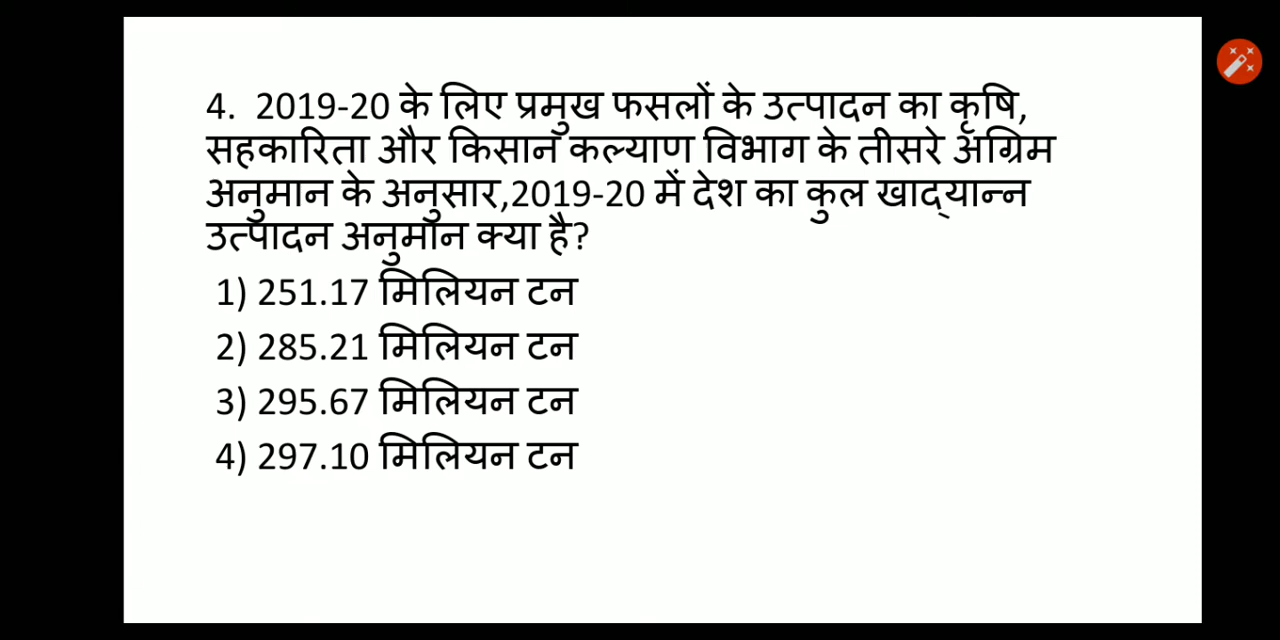 4. 2019-20 के लिए प्रमुख फसलों के उत्पादन का कृषि,
सहकारिता और किसान कल्याण विभाग के तीसरे अग्रिम
अनुमान के अनुसार,2019-20 में देश का कुल खाद्यान्न
उत्पादन अनुमान क्या है?
1) 251.17 मिलियन टन
2) 285.21 मिलियन टन
3) 295.67 मिलियन टन
4) 297.10 मिलियन टन